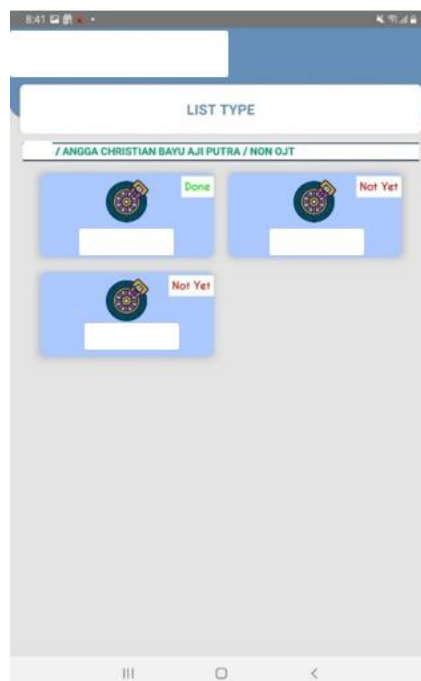 8:41
LIST TYPE
/ ANGGA CHRISTIAN BAYU AJI PUTRA / NON OJT
Done
Not Yet
Not Yet